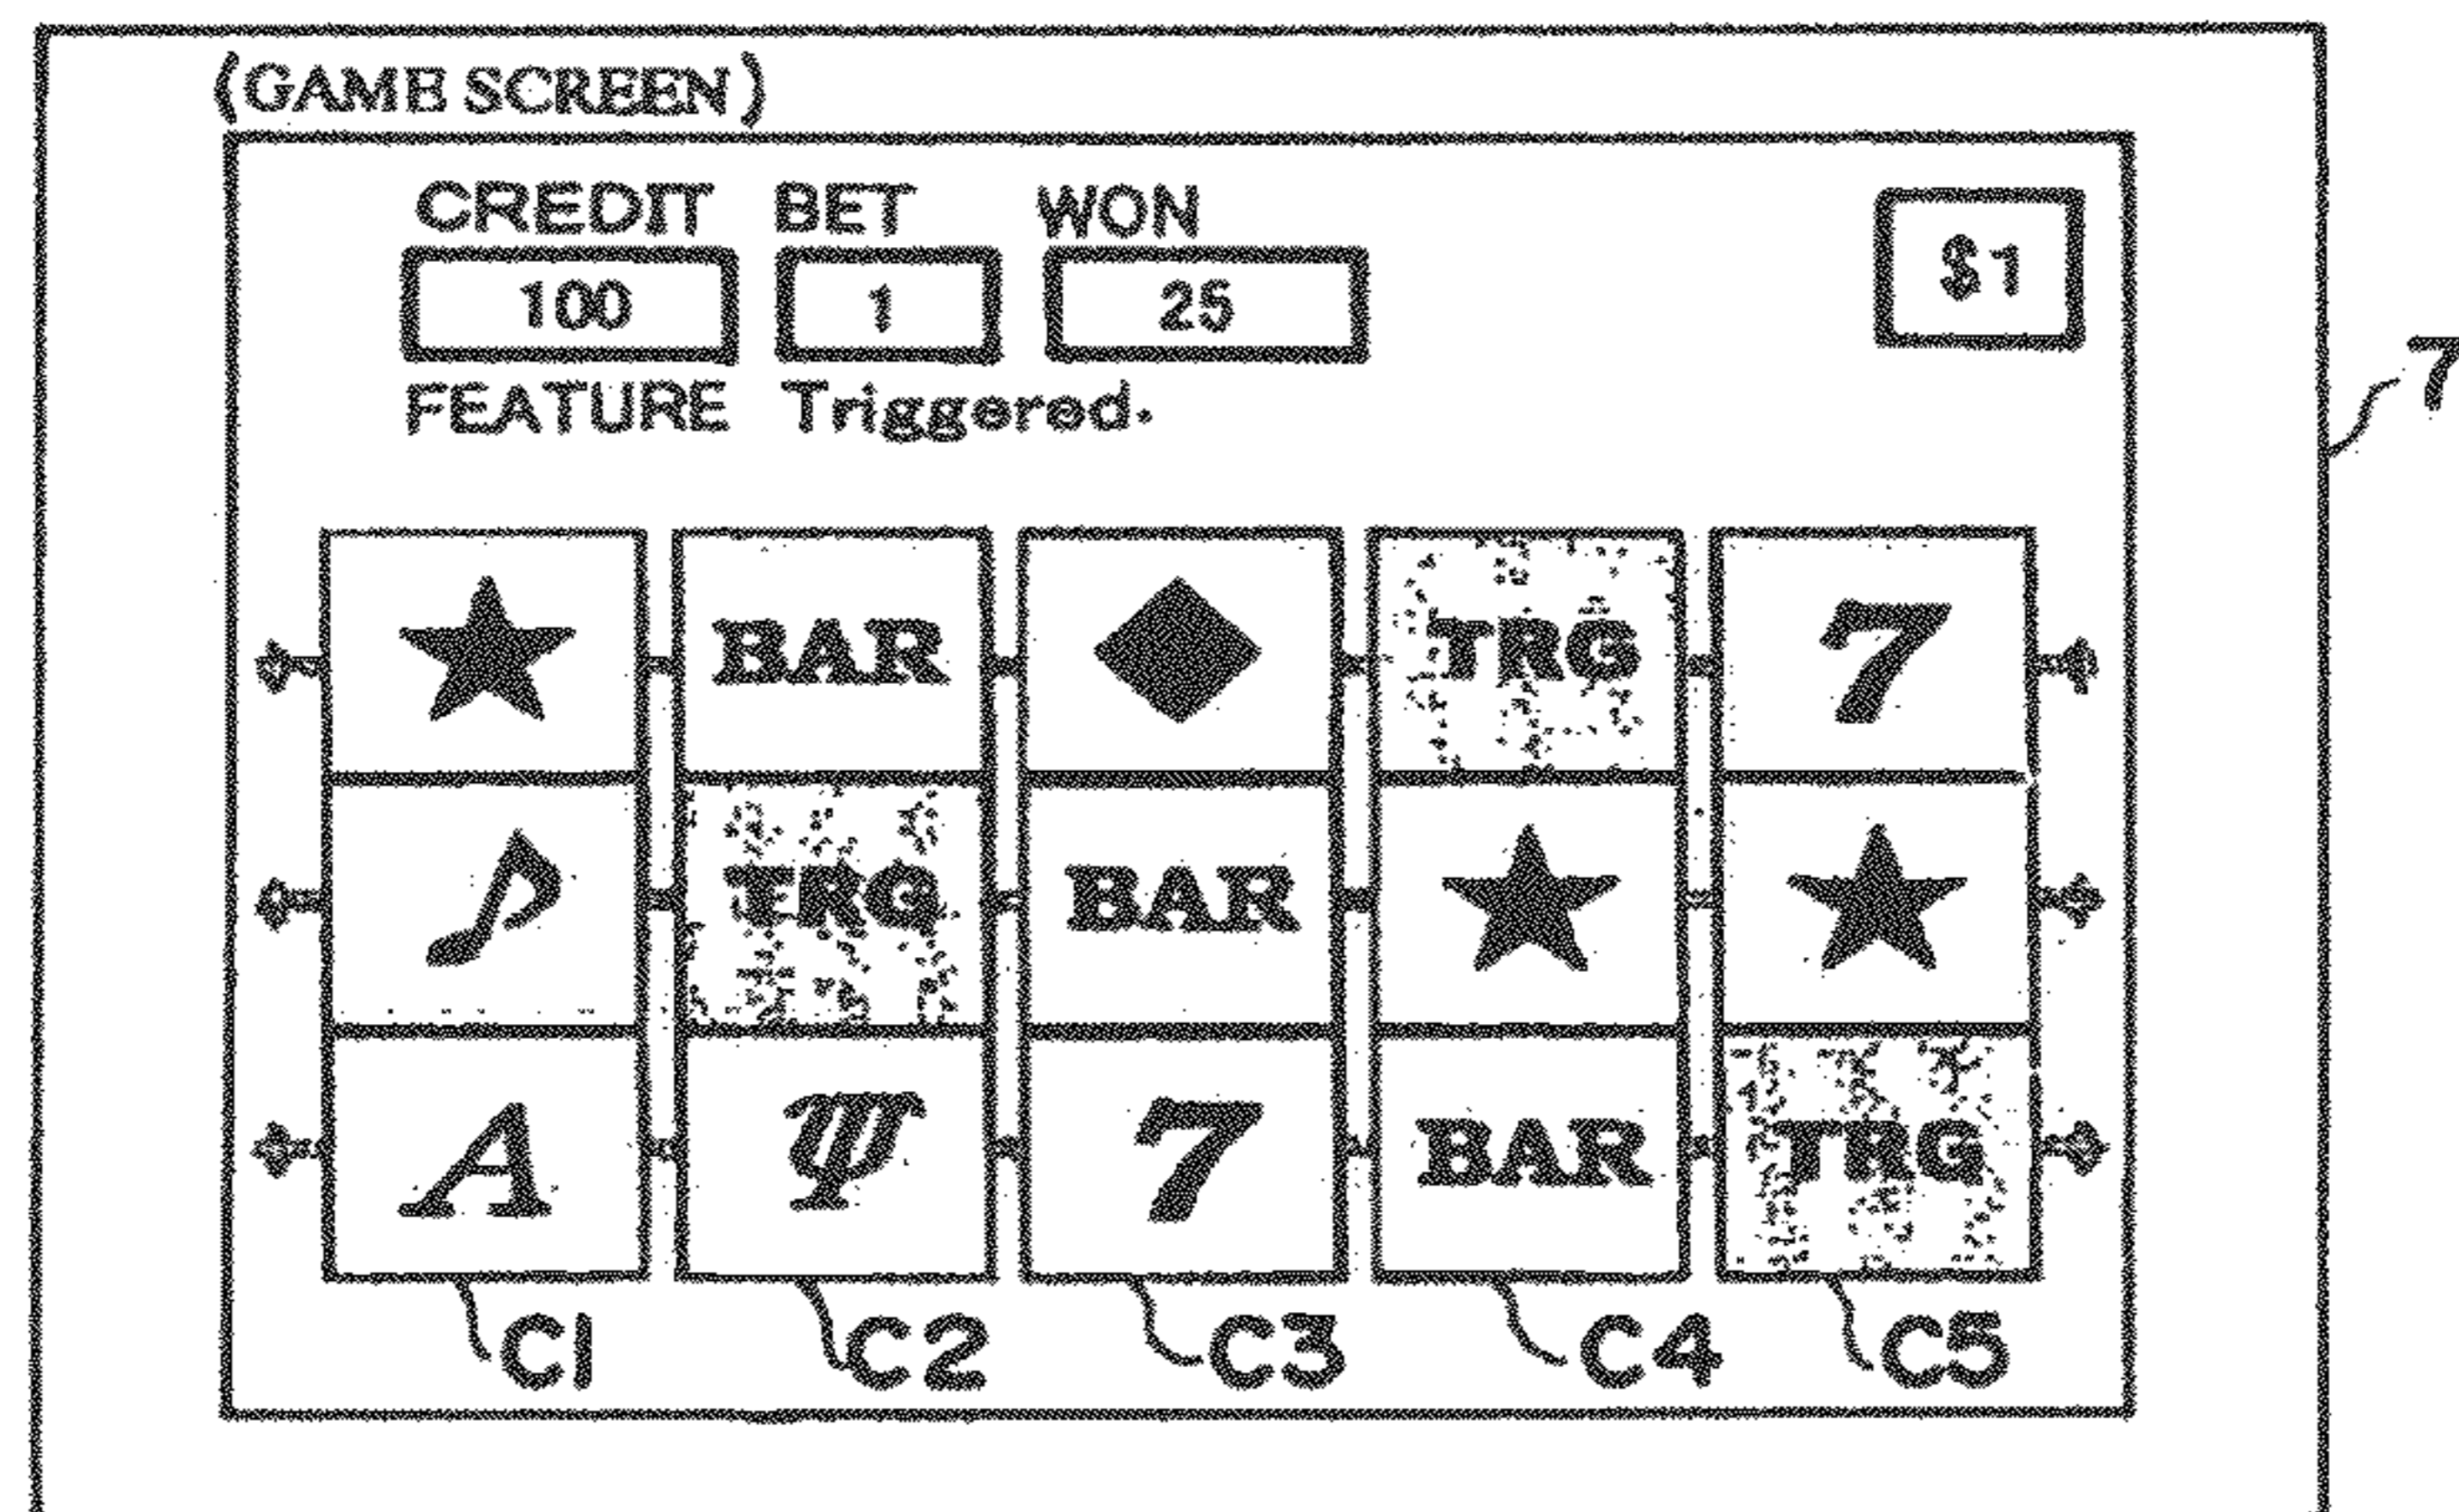 (GAME SCREEN)
CREDIT BET WON
100 1 25 $1
FEATURE Triggered.
7
BAR TRG 7
TRG BAR
A Ψ 7 BAR TRG
C1 C2 C3 C4 C5